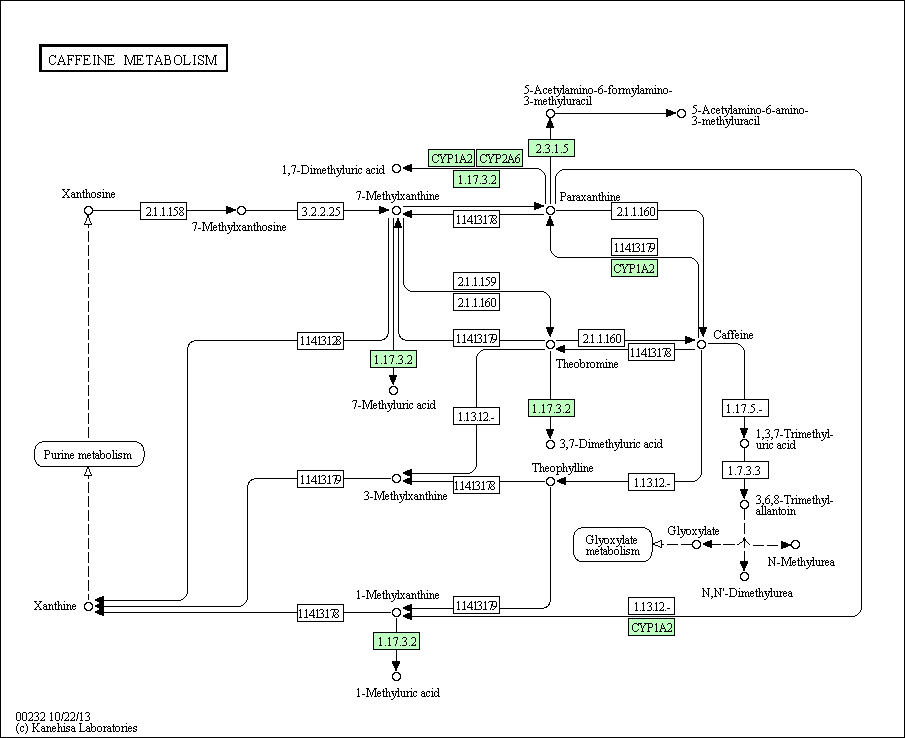 CAFFEINE METABOLISM
5-Acetylamino-6-formylamino-
3-methyluracil
5-Acetylamino-6-amino-
3-methyluracil
2.3.1.5
CYP1A2
CYP2A6
1,7-Dimethyluric acid
1.17.3.2
Xanthosine
7-Methylxanthine
Paraxanthine
2.1.1.158
3.2.2.25
2.1.1.160
7-Methylxanthosine
1.14.13.178
1.14.13.179
CYP1A2
2.1.1.159
2.1.1.160
1.14.13.128
1.14.13.179
2.1.1.160
Caffeine
1.14.13.178
1.17.3.2
Theobromine
7-Methyluric acid
1.13.12.-
1.17.3.2
1.17.5.-
3,7-Dimethyluric acid
1,3,7-Trimethyl-
uric acid
Purine metabolism
Theophylline
1.7.3.3
1.14.13.179
1.14.13.178
1.13.12.-
3-Methylxanthine
3,6,8-Trimethyl-
allantoin
Glyoxylate
metabolism
Glyoxylate
N-Methylurea
N,N'-Dimethylurea
Xanthine
1-Methylxanthine
1.14.13.179
1.13.12.-
1.14.13.178
CYP1A2
1.17.3.2
1-Methyluric acid
00232 10/22/13
(c) Kanehisa Laboratories